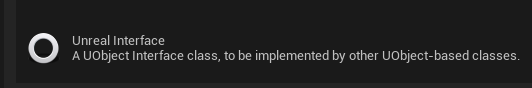 Unreal Interface
A UObject Interface class, to be implemented by other UObject-based classes.